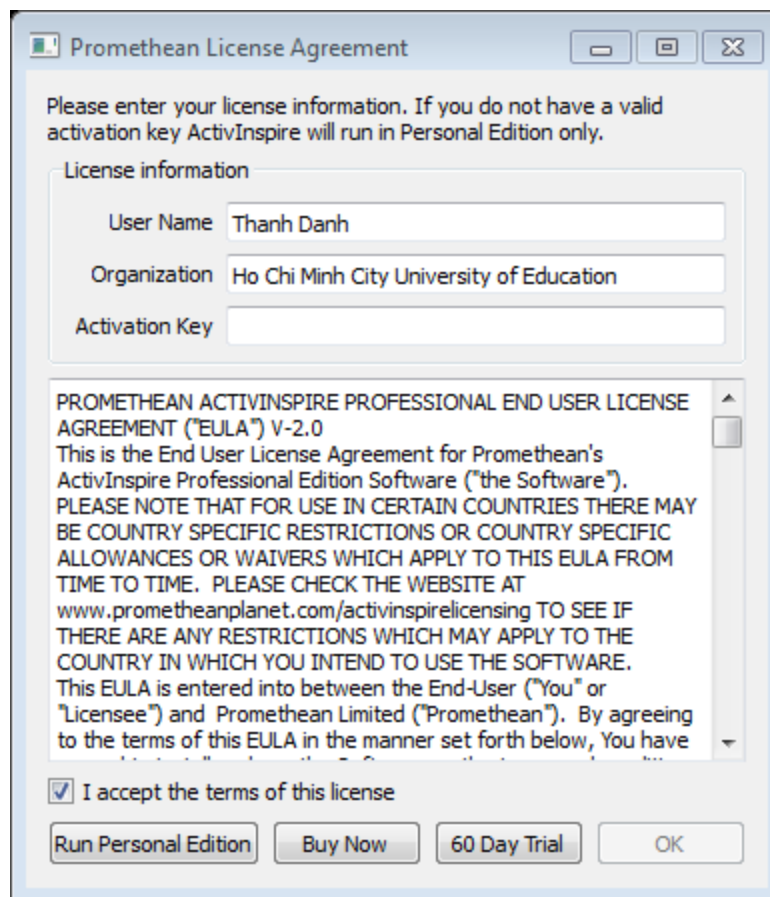 Promethean License Agreement
Please enter your license information. If you do not have a valid
activation key ActivInspire will run in Personal Edition only.
License information
User Name Thanh Danh
Organization Ho Chi Minh City University of Education
Activation Key
PROMETHEAN ACTIVINSPIRE PROFESSIONAL END USER LICENSE
AGREEMENT ("EULA") V-2.0
This is the End User License Agreement for Promethean's
ActivInspire Professional Edition Software ("the Software").
PLEASE NOTE THAT FOR USE IN CERTAIN COUNTRIES THERE MAY
BE COUNTRY SPECIFIC RESTRICTIONS OR COUNTRY SPECIFIC
ALLOWANCES OR WAIVERS WHICH APPLY TO THIS EULA FROM
TIME TO TIME. PLEASE CHECK THE WEBSITE AT
www.prometheanplanet.com/activinspirelicensing TO SEE IF
THERE ARE ANY RESTRICTIONS WHICH MAY APPLY TO THE
COUNTRY IN WHICH YOU INTEND TO USE THE SOFTWARE.
This EULA is entered into between the End-User ("You" or
"Licensee") and Promethean Limited ("Promethean"). By agreeing
to the terms of this EULA in the manner set forth below, You have
I accept the terms of this license
Run Personal Edition Buy Now 60 Day Trial OK